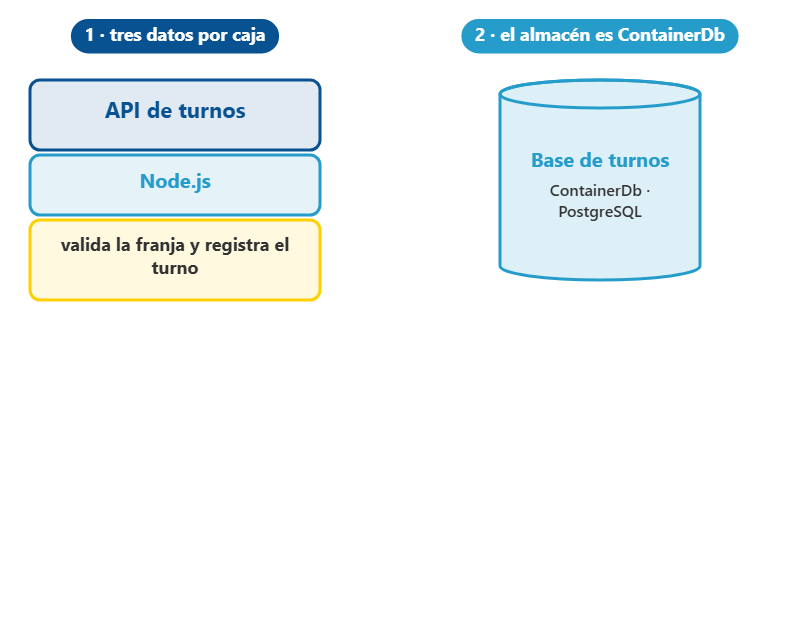 1 · tres datos por caja
API de turnos
Node.js
valida la franja y registra el
turno
2 · el almacén es ContainerDb
Base de turnos
ContainerDb ·
PostgreSQL